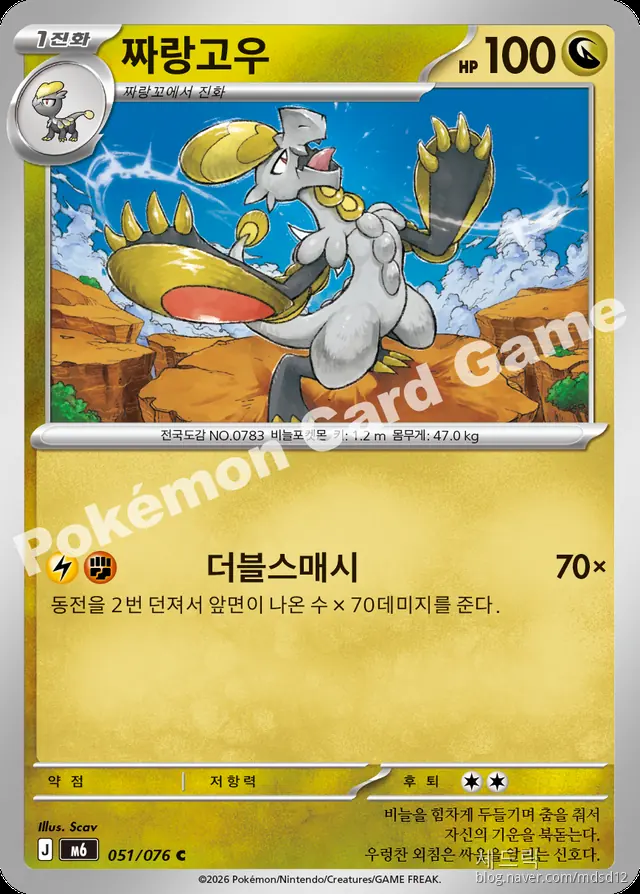 1진화
짜랑고우
HP 100
짜랑꼬에서 진화
전국도감 NO.0783 비늘포켓몬 키: 1.2 m 몸무게: 47.0 kg
Pokémon Card Game
더블스매시 70×
동전을 2번 던져서 앞면이 나온 수 × 70데미지를 준다.
약점 저항력 후퇴
비늘을 힘차게 두들기며 춤을 춰서
자신의 기운을 북돋는다.
우렁찬 외침은 싸움을 알리는 신호다.
Illus. Scav
J M6 051/076 C
체드락
blog.naver.com/mdsd12
©2026 Pokémon/Nintendo/Creatures/GAME FREAK.